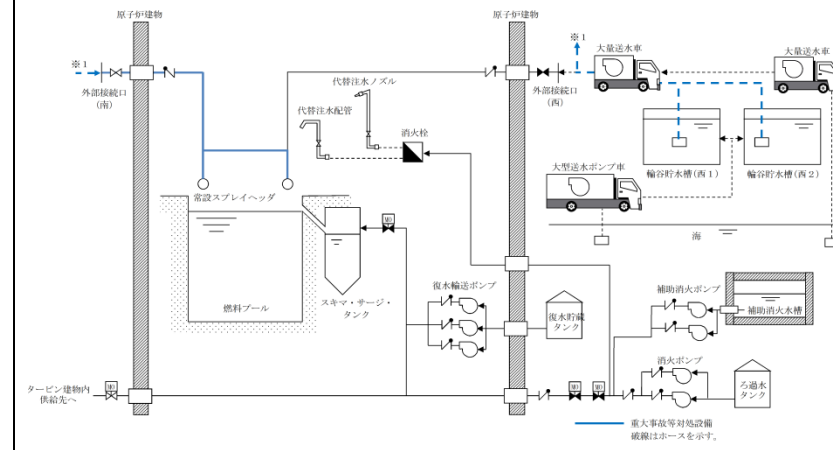 原子炉建物
原子炉建物
※1
外部接続口
(南)
※1
大量送水車
大量送水車
外部接続口
(西)
代替注水ノズル
代替注水配管
消火栓
輪谷貯水槽(西1)
輪谷貯水槽(西2)
大型送水ポンプ車
海
常設スプレイヘッダ
MO
燃料プール
スキマ・サージ・
タンク
復水輸送ポンプ
復水貯蔵
タンク
補助消火ポンプ
補助消火水槽
消火ポンプ
ろ過水
タンク
タービン建物内
供給先へ
MO
MO
MO
重大事故等対処設備
破線はホースを示す。